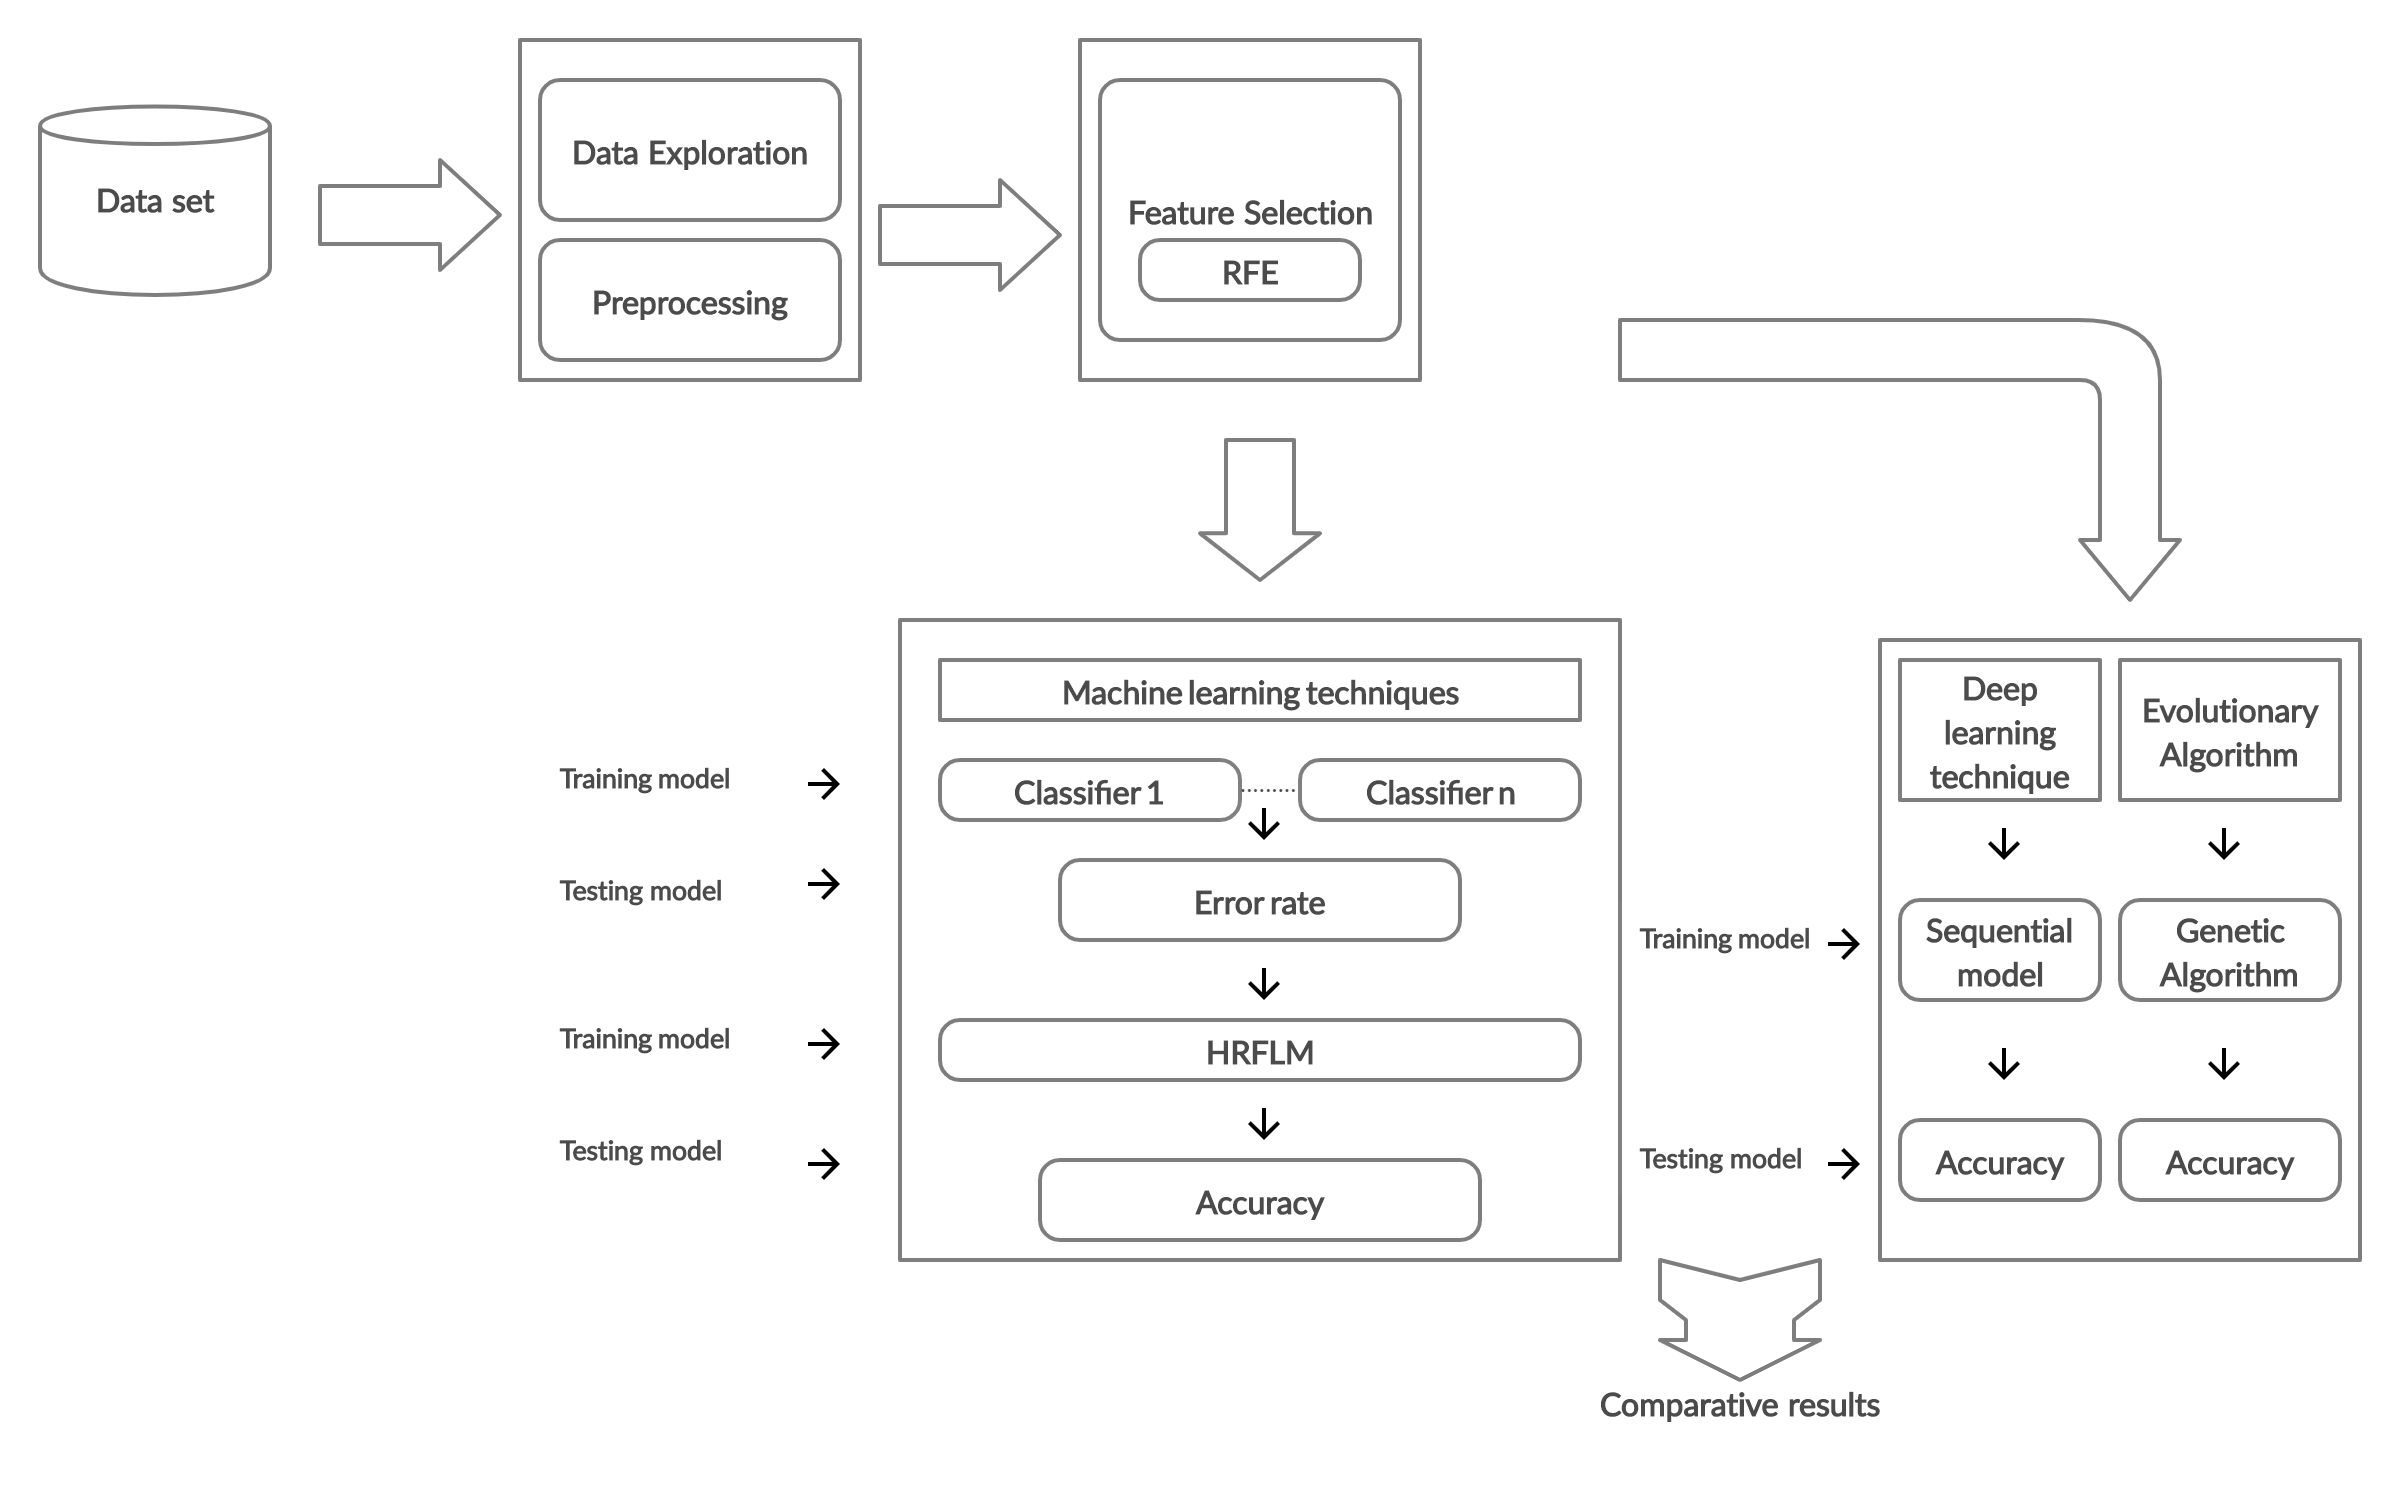 Data set
Data Exploration
Preprocessing
Feature Selection
RFE
Machine learning techniques
Training model
Classifier 1
Classifier n
Testing model
Error rate
Training model
HRFLM
Testing model
Accuracy
Deep
learning
technique
Evolutionary
Algorithm
Training model
Sequential
model
Genetic
Algorithm
Testing model
Accuracy
Accuracy
Comparative results